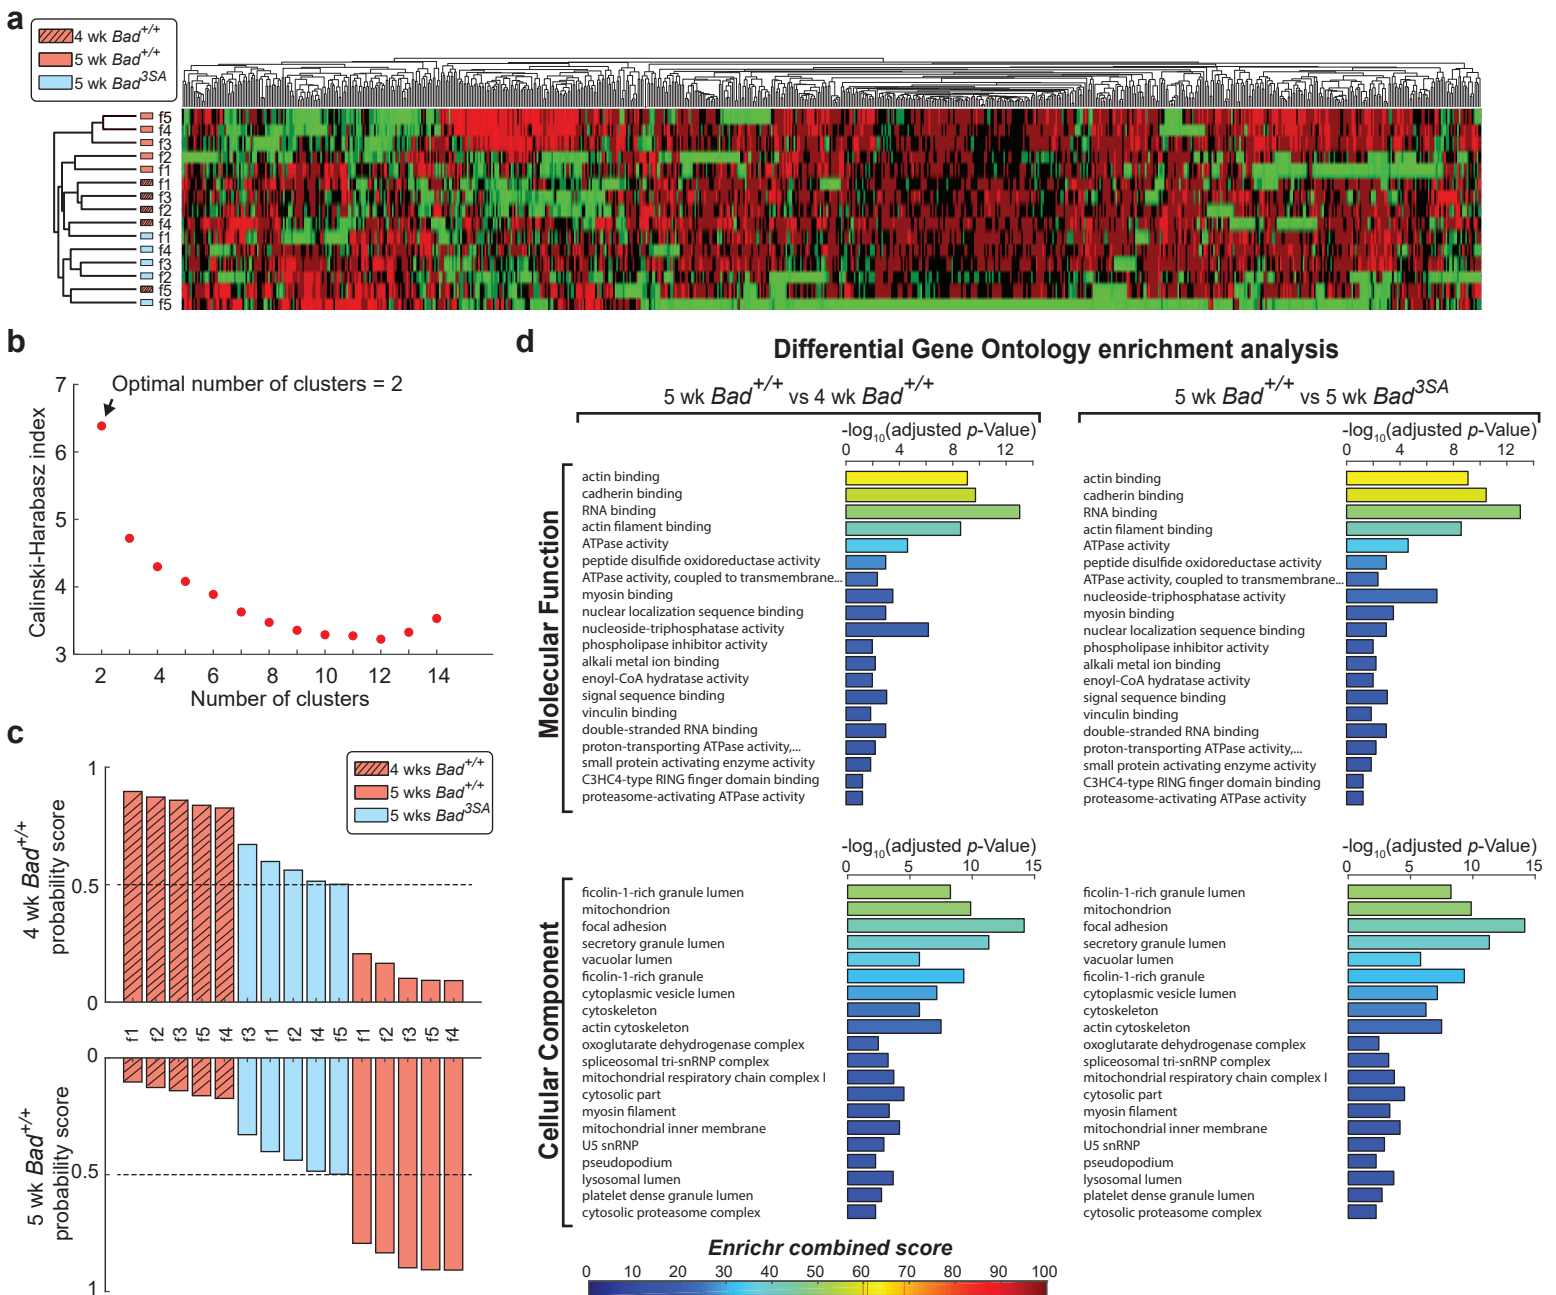 a
4 wk Bad+/+
5 wk Bad+/+
5 wk Bad3SA
f5
f4
f3
f2
f1
f1
f3
f2
f4
f1
f4
f3
f2
f5
f5
b
Optimal number of clusters = 2
Calinski-Harabasz index
7
6
5
4
3
2 4 6 8 10 12 14
Number of clusters
c
4 wks Bad+/+
5 wks Bad+/+
5 wks Bad3SA
4 wk Bad+/+
probability score
1
0.5
0
f1 f2 f3 f5 f4 f3 f1 f2 f4 f5 f1 f2 f3 f5 f4
5 wk Bad+/+
probability score
0
0.5
1
d
Differential Gene Ontology enrichment analysis
5 wk Bad+/+ vs 4 wk Bad+/+
-log10(adjusted p-Value)
0 4 8 12
Molecular Function
actin binding
cadherin binding
RNA binding
actin filament binding
ATPase activity
peptide disulfide oxidoreductase activity
ATPase activity, coupled to transmembrane...
myosin binding
nuclear localization sequence binding
nucleoside-triphosphatase activity
phospholipase inhibitor activity
alkali metal ion binding
enoyl-CoA hydratase activity
signal sequence binding
vinculin binding
double-stranded RNA binding
proton-transporting ATPase activity,...
small protein activating enzyme activity
C3HC4-type RING finger domain binding
proteasome-activating ATPase activity
5 wk Bad+/+ vs 5 wk Bad3SA
-log10(adjusted p-Value)
0 4 8 12
actin binding
cadherin binding
RNA binding
actin filament binding
ATPase activity
peptide disulfide oxidoreductase activity
ATPase activity, coupled to transmembrane...
nucleoside-triphosphatase activity
myosin binding
nuclear localization sequence binding
phospholipase inhibitor activity
alkali metal ion binding
enoyl-CoA hydratase activity
signal sequence binding
vinculin binding
double-stranded RNA binding
proton-transporting ATPase activity,...
small protein activating enzyme activity
C3HC4-type RING finger domain binding
proteasome-activating ATPase activity
-log10(adjusted p-Value)
0 5 10 15
Cellular Component
ficolin-1-rich granule lumen
mitochondrion
focal adhesion
secretory granule lumen
vacuolar lumen
ficolin-1-rich granule
cytoplasmic vesicle lumen
cytoskeleton
actin cytoskeleton
oxoglutarate dehydrogenase complex
spliceosomal tri-snRNP complex
mitochondrial respiratory chain complex I
cytosolic part
myosin filament
mitochondrial inner membrane
U5 snRNP
pseudopodium
lysosomal lumen
platelet dense granule lumen
cytosolic proteasome complex
-log10(adjusted p-Value)
0 5 10 15
ficolin-1-rich granule lumen
mitochondrion
focal adhesion
secretory granule lumen
vacuolar lumen
ficolin-1-rich granule
cytoplasmic vesicle lumen
cytoskeleton
actin cytoskeleton
oxoglutarate dehydrogenase complex
spliceosomal tri-snRNP complex
mitochondrial respiratory chain complex I
cytosolic part
myosin filament
mitochondrial inner membrane
U5 snRNP
pseudopodium
lysosomal lumen
platelet dense granule lumen
cytosolic proteasome complex
Enrichr combined score
0 10 20 30 40 50 60 70 80 90 100